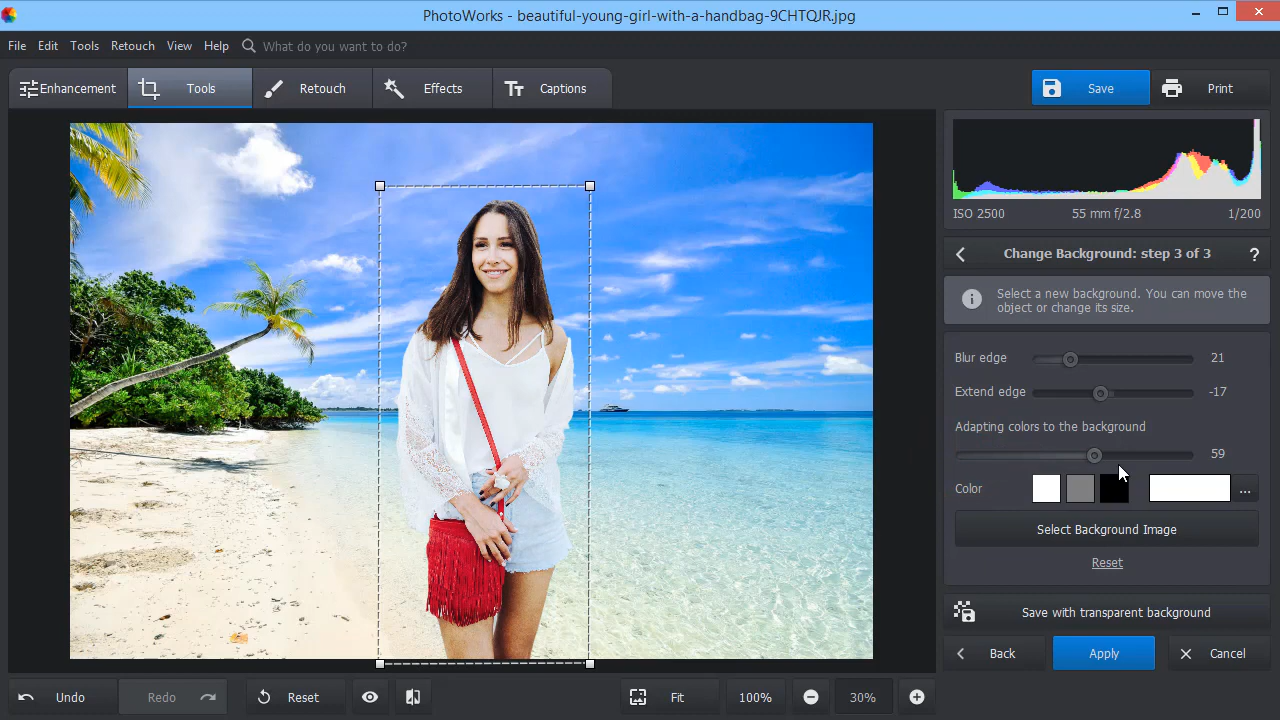 PhotoWorks - beautiful-young-girl-with-a-handbag-9CHTQJR.jpg
File Edit Tools Retouch View Help What do you want to do?
Enhancement Tools Retouch Effects Captions Save Print
ISO 2500 55 mm f/2.8 1/200
Change Background: step 3 of 3 ?
Select a new background. You can move the
object or change its size.
Blur edge 21
Extend edge -17
Adapting colors to the background
59
Color ...
Select Background Image
Reset
Save with transparent background
Back Apply Cancel
Undo Redo Reset Fit 100% 30%